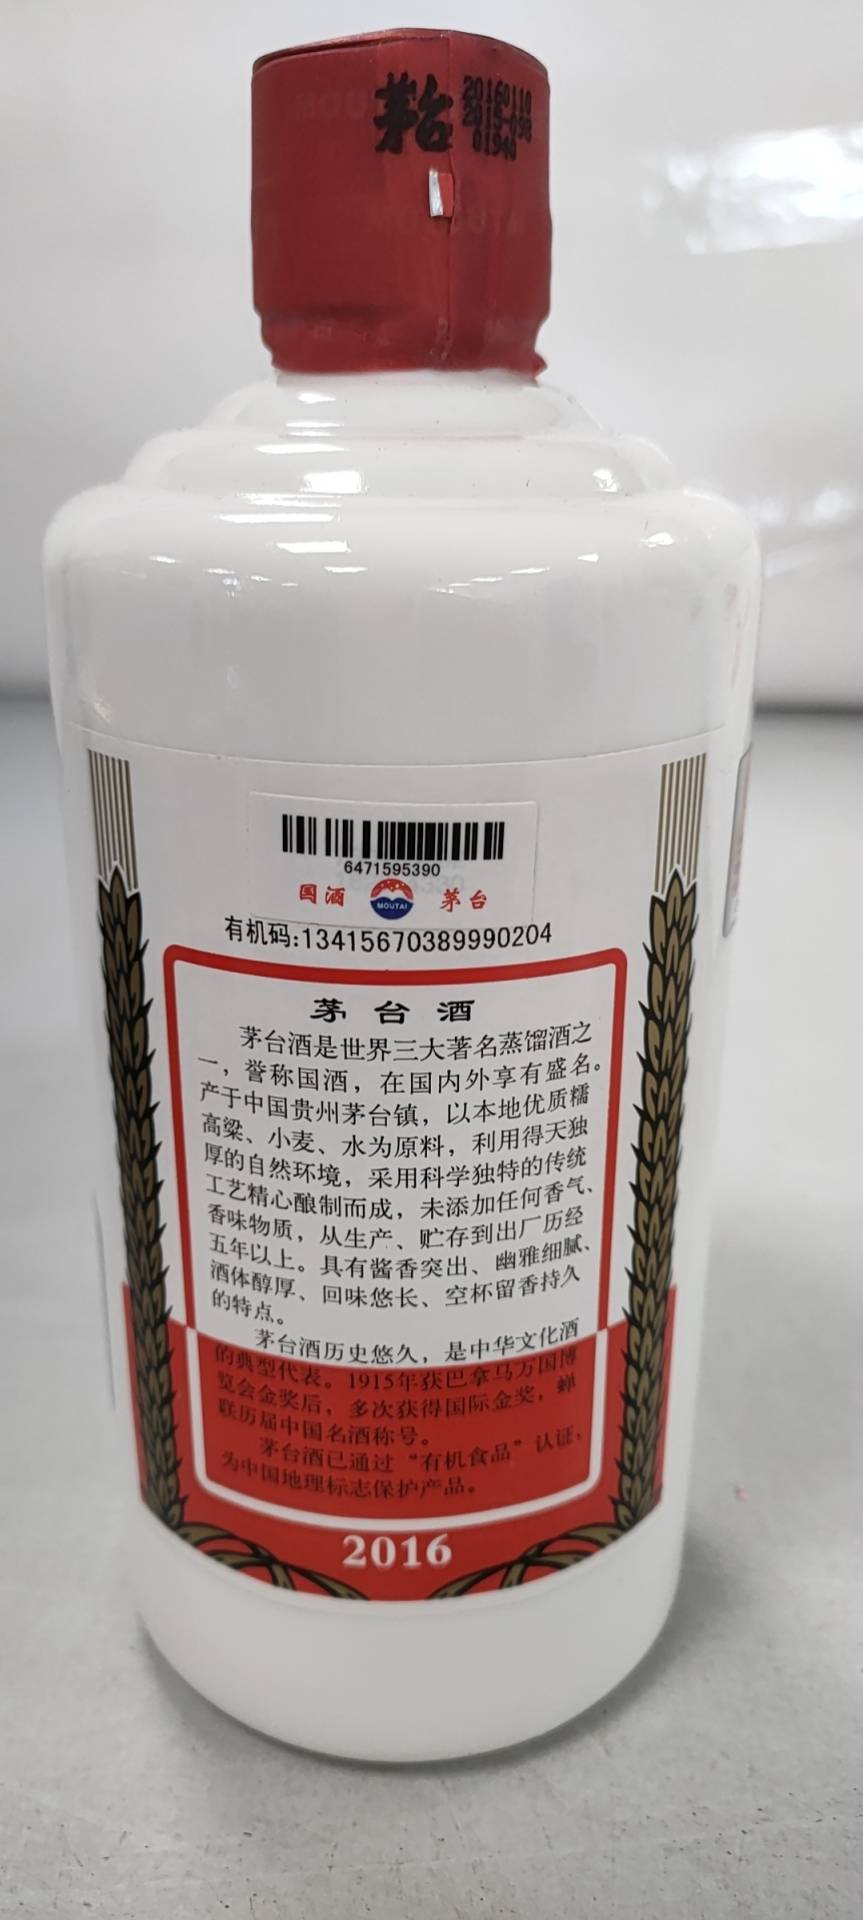 茅台
20160110
2015-098
0194
6471595390
国酒 MOUTAI 茅台
有机码:13415670389990204
茅台酒
茅台酒是世界三大著名蒸馏酒之
一，誉称国酒，在国内外享有盛名。
产于中国贵州茅台镇，以本地优质糯
高粱、小麦、水为原料，利用得天独
厚的自然环境，采用科学独特的传统
工艺精心酿制而成，未添加任何香气、
香味物质，从生产、贮存到出厂历经
五年以上。具有酱香突出、幽雅细腻、
酒体醇厚、回味悠长、空杯留香持久
的特点。
茅台酒历史悠久，是中华文化酒
的典型代表。1915年获巴拿马万国博
览会金奖后，多次获得国际金奖，蝉
联历届中国名酒称号。
茅台酒已通过“有机食品”认证，
为中国地理标志保护产品。
2016